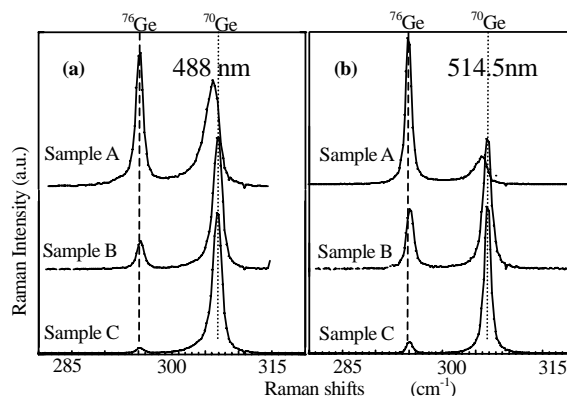 ⁷⁶Ge ⁷⁰Ge ⁷⁶Ge ⁷⁰Ge
(a) 488 nm (b) 514.5nm
Sample A Sample A
Sample B Sample B
Sample C Sample C
Raman Intensity (a.u.)
285 300 315 285 300 315
Raman shifts (cm⁻¹)